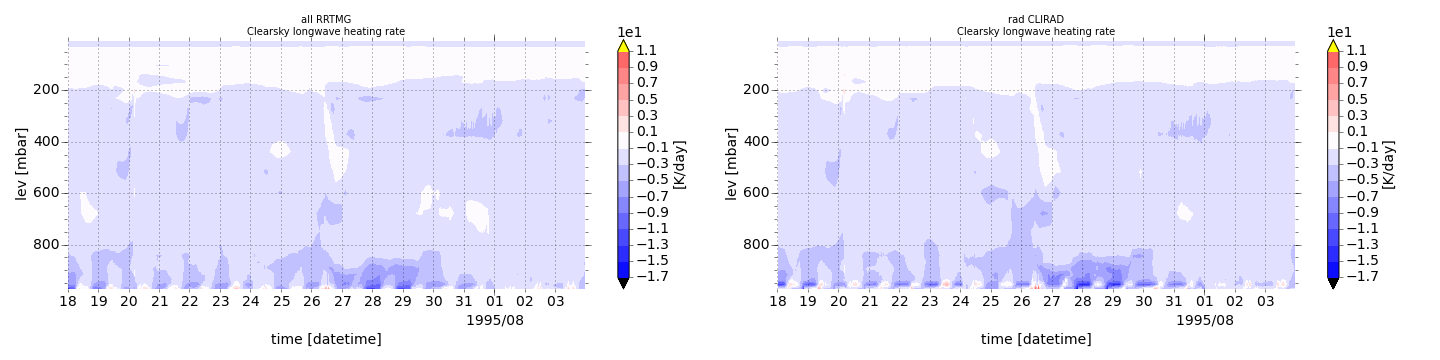 all RRTMG
Clearsky longwave heating rate
1e1
1.1
0.9
0.7
0.5
0.3
0.1
−0.1
−0.3
−0.5
−0.7
−0.9
−1.1
−1.3
−1.5
−1.7
[K/day]
lev [mbar]
200
400
600
800
18 19 20 21 22 23 24 25 26 27 28 29 30 31 01 02 03
1995/08
time [datetime]
rad CLIRAD
Clearsky longwave heating rate
1e1
1.1
0.9
0.7
0.5
0.3
0.1
−0.1
−0.3
−0.5
−0.7
−0.9
−1.1
−1.3
−1.5
−1.7
[K/day]
lev [mbar]
200
400
600
800
18 19 20 21 22 23 24 25 26 27 28 29 30 31 01 02 03
1995/08
time [datetime]